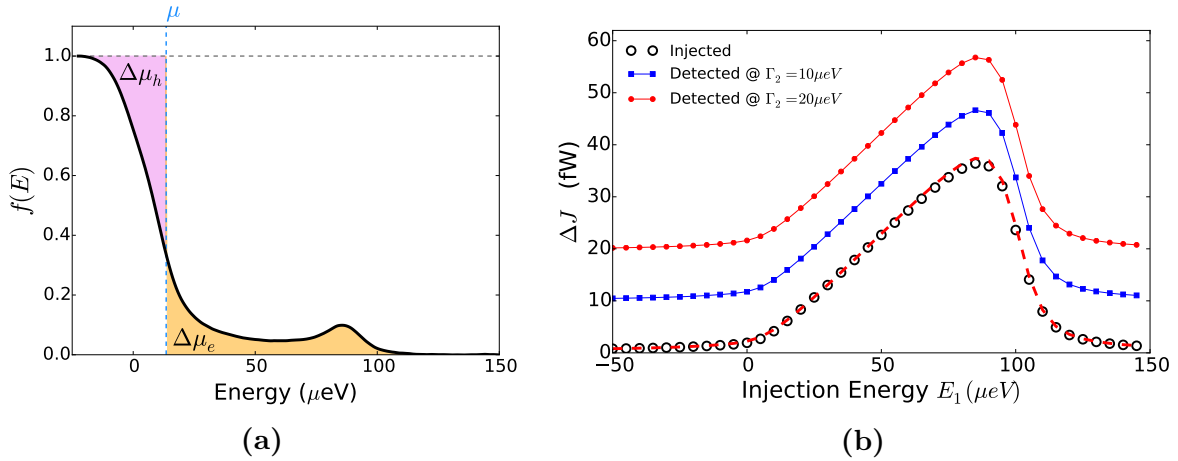 μ
1.0
0.8
0.6
0.4
0.2
0.0
f(E)
Δμ_h
Δμ_e
0
50
100
150
Energy (μeV)
(a)
60
50
40
30
20
10
0
ΔJ (fW)
Injected
Detected @ Γ₂ =10μeV
Detected @ Γ₂ =20μeV
−50
0
50
100
150
Injection Energy E₁(μeV)
(b)